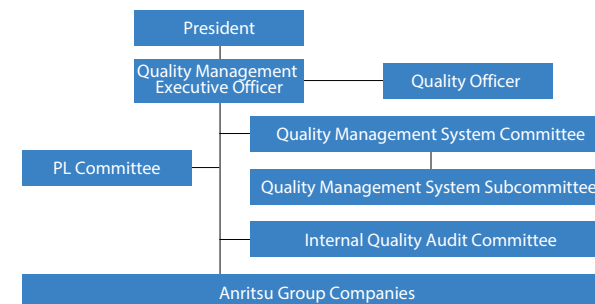 President
Quality Management
Executive Officer
Quality Officer
Quality Management System Committee
PL Committee
Quality Management System Subcommittee
Internal Quality Audit Committee
Anritsu Group Companies